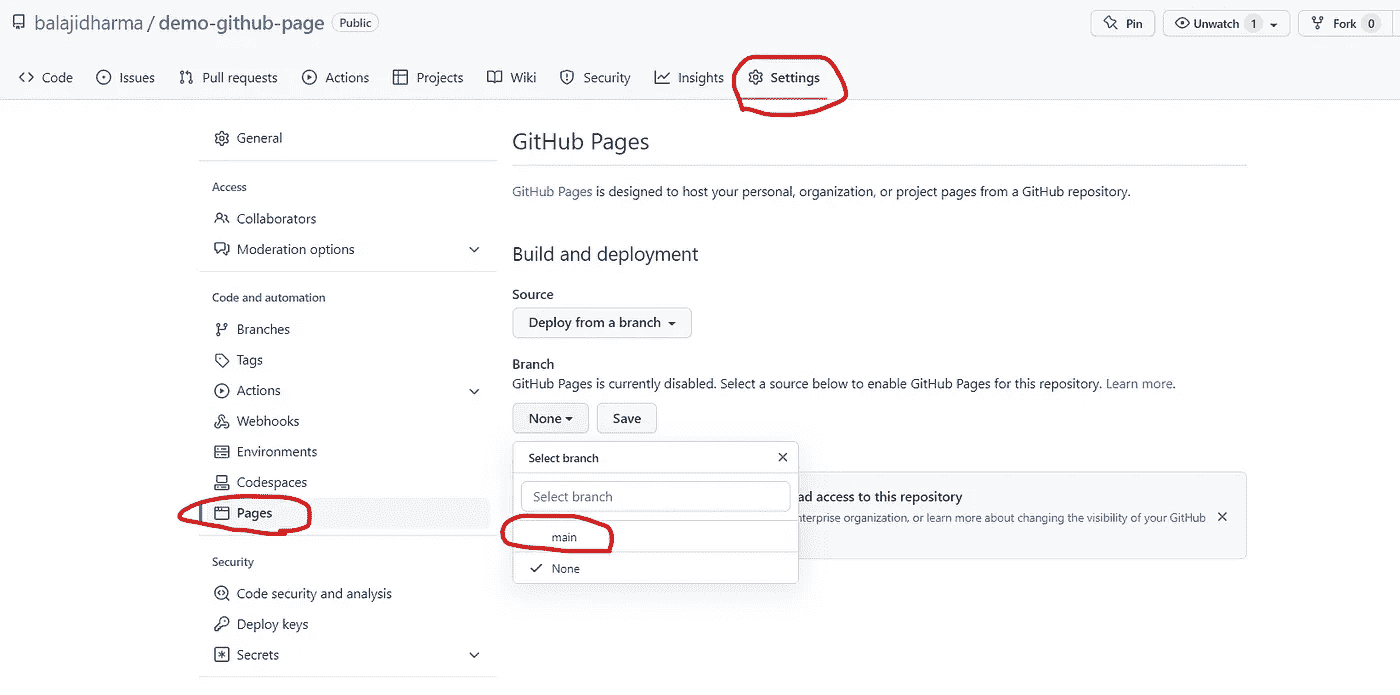 balajidharma / demo-github-page Public
Pin
Unwatch 1
Fork 0
Code
Issues
Pull requests
Actions
Projects
Wiki
Security
Insights
Settings
General
Access
Collaborators
Moderation options
Code and automation
Branches
Tags
Actions
Webhooks
Environments
Codespaces
Pages
Security
Code security and analysis
Deploy keys
Secrets
GitHub Pages
GitHub Pages is designed to host your personal, organization, or project pages from a GitHub repository.
Build and deployment
Source
Deploy from a branch
Branch
GitHub Pages is currently disabled. Select a source below to enable GitHub Pages for this repository. Learn more.
None
Save
Select branch
Select branch
main
None
access to this repository
organization, or learn more about changing the visibility of your GitHub